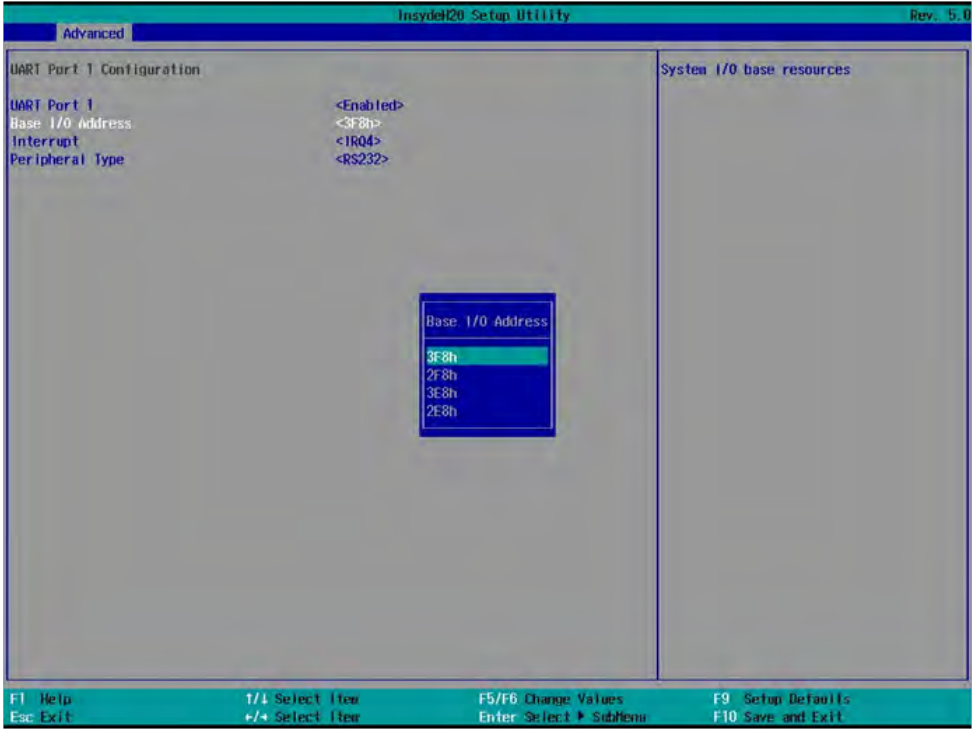 InsydeH20 Setup Utility Rev. 5.0
Advanced
UART Port 1 Configuration
System I/O base resources
UART Port 1 <Enabled>
Base I/O Address <3F8h>
Interrupt <IRQ4>
Peripheral Type <RS232>
Base I/O Address
3F8h
2F8h
3E8h
2E8h
F1 Help ↑/↓ Select Item F5/F6 Change Values F9 Setup Defaults
Esc Exit ←/→ Select Item Enter Select ▶ SubMenu F10 Save and Exit